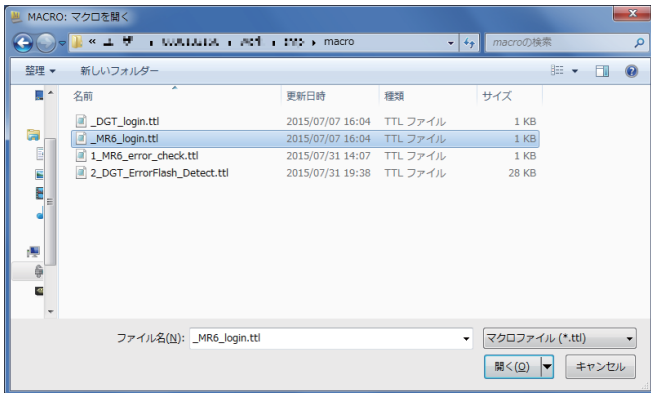 MACRO: マクロを開く
macro
macroの検索
整理 新しいフォルダー
名前 更新日時 種類 サイズ
_DGT_login.ttl 2015/07/07 16:04 TTL ファイル 1 KB
_MR6_login.ttl 2015/07/07 16:04 TTL ファイル 1 KB
1_MR6_error_check.ttl 2015/07/31 14:07 TTL ファイル 1 KB
2_DGT_ErrorFlash_Detect.ttl 2015/07/31 19:38 TTL ファイル 28 KB
ファイル名(N): _MR6_login.ttl マクロファイル (*.ttl)
開く(O) キャンセル